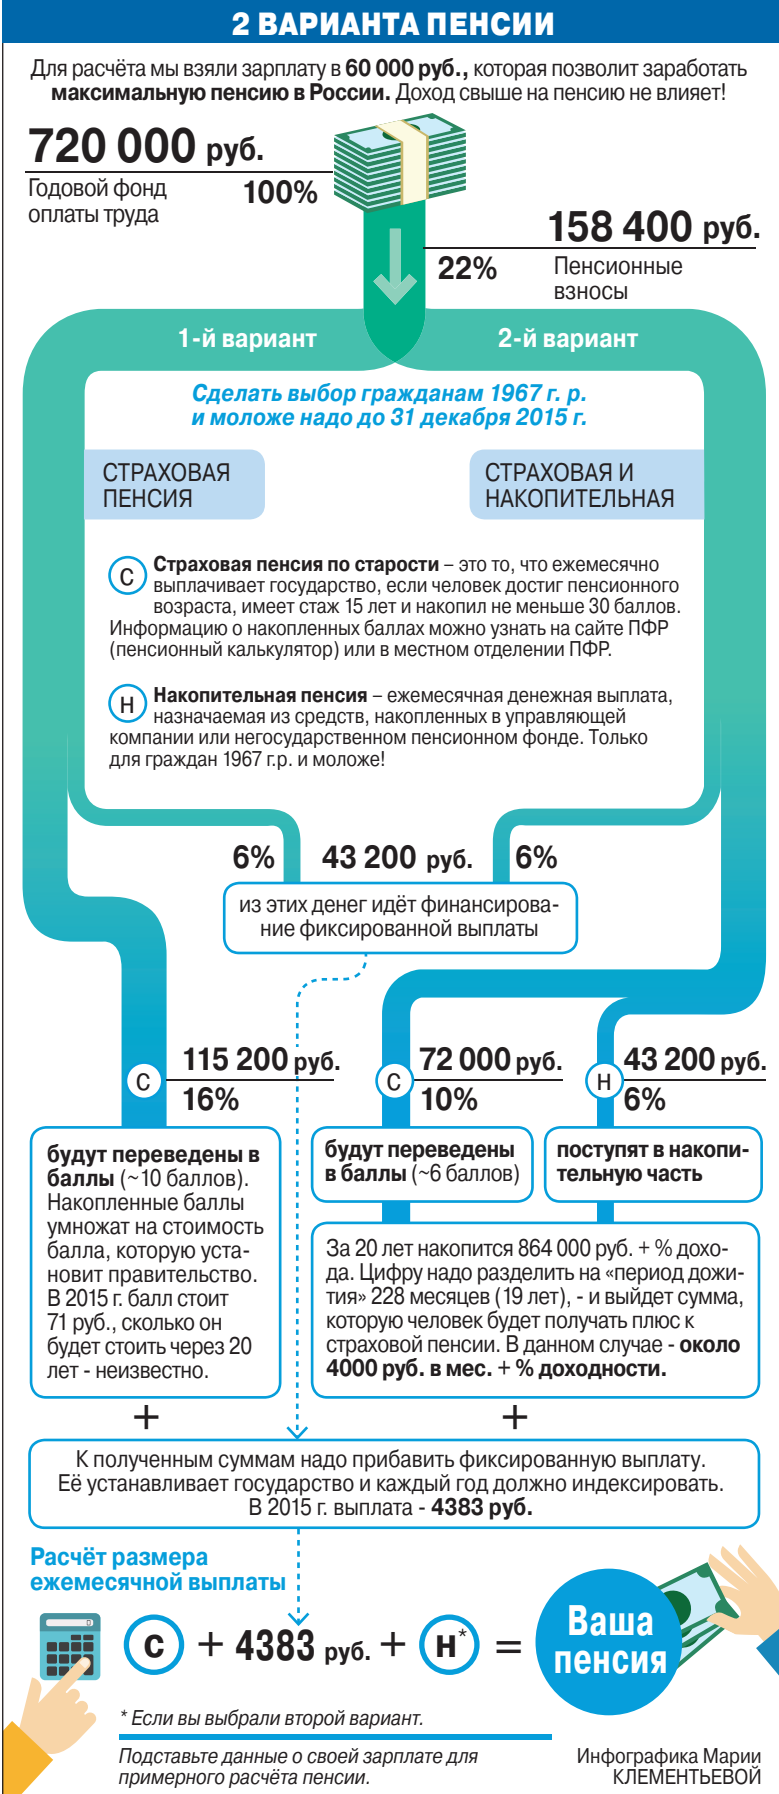 2 ВАРИАНТА ПЕНСИИ
Для расчёта мы взяли зарплату в 60 000 руб., которая позволит заработать
максимальную пенсию в России. Доход свыше на пенсию не влияет!
720 000 руб.
Годовой фонд
оплаты труда
100%
158 400 руб.
22%
Пенсионные
взносы
1-й вариант
2-й вариант
Сделать выбор гражданам 1967 г. р.
и моложе надо до 31 декабря 2015 г.
СТРАХОВАЯ
ПЕНСИЯ
СТРАХОВАЯ И
НАКОПИТЕЛЬНАЯ
С
Страховая пенсия по старости – это то, что ежемесячно
выплачивает государство, если человек достиг пенсионного
возраста, имеет стаж 15 лет и накопил не меньше 30 баллов.
Информацию о накопленных баллах можно узнать на сайте ПФР
(пенсионный калькулятор) или в местном отделении ПФР.
Н
Накопительная пенсия – ежемесячная денежная выплата,
назначаемая из средств, накопленных в управляющей
компании или негосударственном пенсионном фонде. Только
для граждан 1967 г.р. и моложе!
6%
43 200 руб.
6%
из этих денег идёт финансирова-
ние фиксированной выплаты
С
115 200 руб.
16%
С
72 000 руб.
10%
Н
43 200 руб.
6%
будут переведены в
баллы (~10 баллов).
Накопленные баллы
умножат на стоимость
балла, которую уста-
новит правительство.
В 2015 г. балл стоит
71 руб., сколько он
будет стоить через 20
лет - неизвестно.
будут переведены
в баллы (~6 баллов)
поступят в накопи-
тельную часть
За 20 лет накопится 864 000 руб. + % дохо-
да. Цифру надо разделить на «период дожи-
тия» 228 месяцев (19 лет), - и выйдет сумма,
которую человек будет получать плюс к
страховой пенсии. В данном случае - около
4000 руб. в мес. + % доходности.
+
+
К полученным суммам надо прибавить фиксированную выплату.
Её устанавливает государство и каждый год должно индексировать.
В 2015 г. выплата - 4383 руб.
Расчёт размера
ежемесячной выплаты
С + 4383 руб. + Н* =
Ваша
пенсия
* Если вы выбрали второй вариант.
Подставьте данные о своей зарплате для
примерного расчёта пенсии.
Инфографика Марии
КЛЕМЕНТЬЕВОЙ